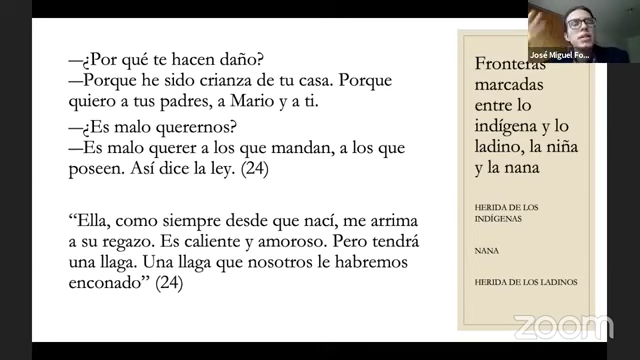 —¿Por qué te hacen daño?
—Porque he sido crianza de tu casa. Porque
quiero a tus padres, a Mario y a ti.
—¿Es malo querernos?
—Es malo querer a los que mandan, a los que
poseen. Así dice la ley. (24)
“Ella, como siempre desde que nací, me arrima
a su regazo. Es caliente y amoroso. Pero tendrá
una llaga. Una llaga que nosotros le habremos
enconado” (24)
José Miguel Fo...
Fronteras
marcadas
entre lo
indígena y lo
ladino, la niña
y la nana
HERIDA DE LOS
INDÍGENAS
NANA
HERIDA DE LOS LADINOS
zoom